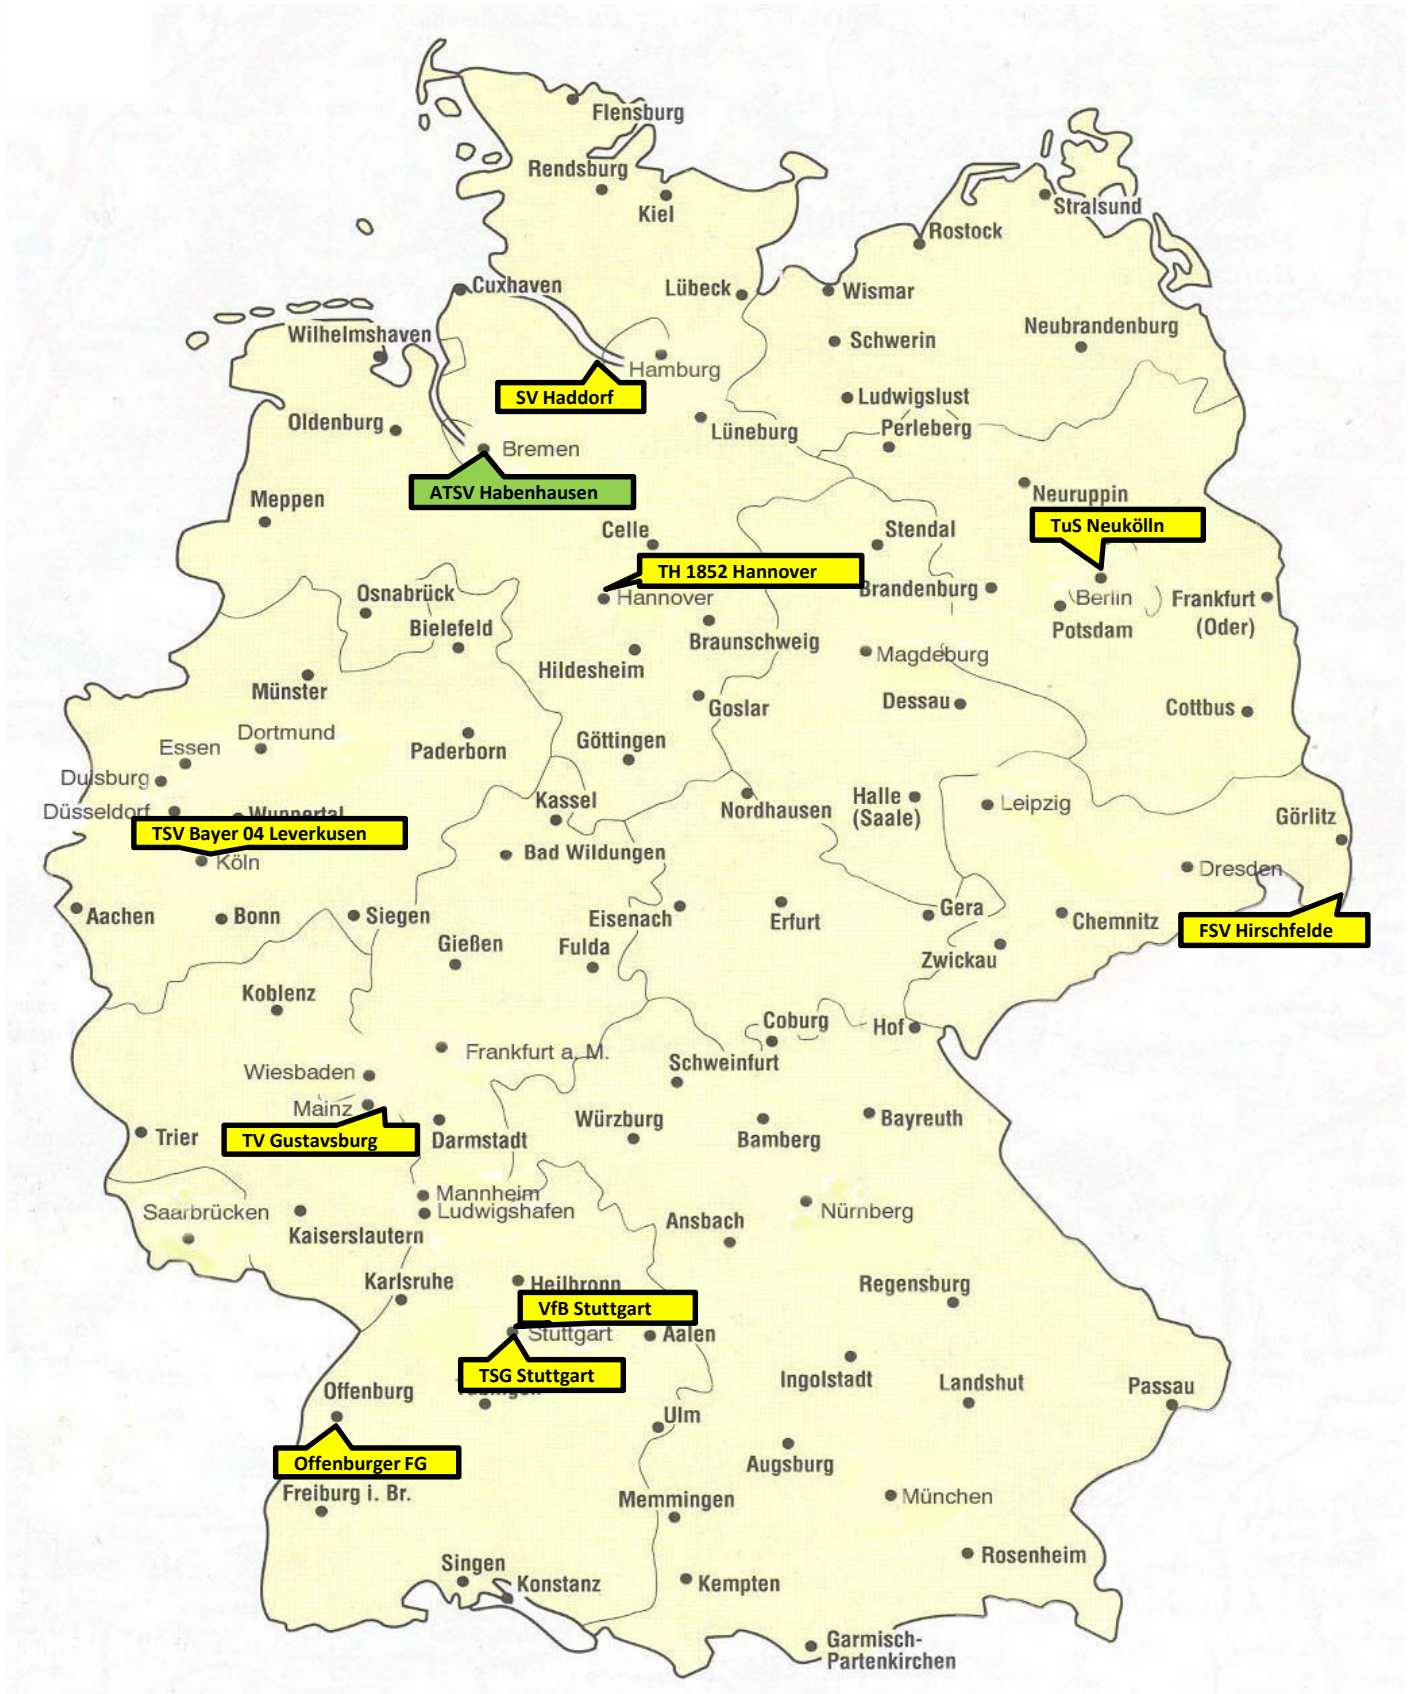 Flensburg
Rendsburg
Kiel
Stralsund
Rostock
Cuxhaven
Lübeck
Wismar
Neubrandenburg
Wilhelmshaven
Schwerin
Hamburg
SV Haddorf
Ludwigslust
Oldenburg
Lüneburg
Perleberg
Bremen
ATSV Habenhausen
Meppen
Neuruppin
TuS Neukölln
Celle
Stendal
TH 1852 Hannover
Osnabrück
Hannover
Brandenburg
Berlin
Frankfurt
(Oder)
Bielefeld
Braunschweig
Potsdam
Hildesheim
Magdeburg
Münster
Goslar
Dessau
Cottbus
Dortmund
Essen
Paderborn
Göttingen
Duisburg
Kassel
Nordhausen
Halle
(Saale)
Leipzig
Düsseldorf
Wuppertal
Görlitz
TSV Bayer 04 Leverkusen
Köln
Bad Wildungen
Dresden
Aachen
Bonn
Siegen
Eisenach
Erfurt
Gera
Chemnitz
FSV Hirschfelde
Gießen
Fulda
Zwickau
Koblenz
Coburg
Hof
Frankfurt a. M.
Schweinfurt
Wiesbaden
Mainz
Würzburg
Bayreuth
Trier
TV Gustavsburg
Darmstadt
Bamberg
Mannheim
Saarbrücken
Ludwigshafen
Ansbach
Nürnberg
Kaiserslautern
Karlsruhe
Heilbronn
Regensburg
VfB Stuttgart
Stuttgart
Aalen
TSG Stuttgart
Offenburg
Ingolstadt
Landshut
Passau
Ulm
Offenburger FG
Augsburg
Freiburg i. Br.
Memmingen
München
Singen
Rosenheim
Konstanz
Kempten
Garmisch-
Partenkirchen